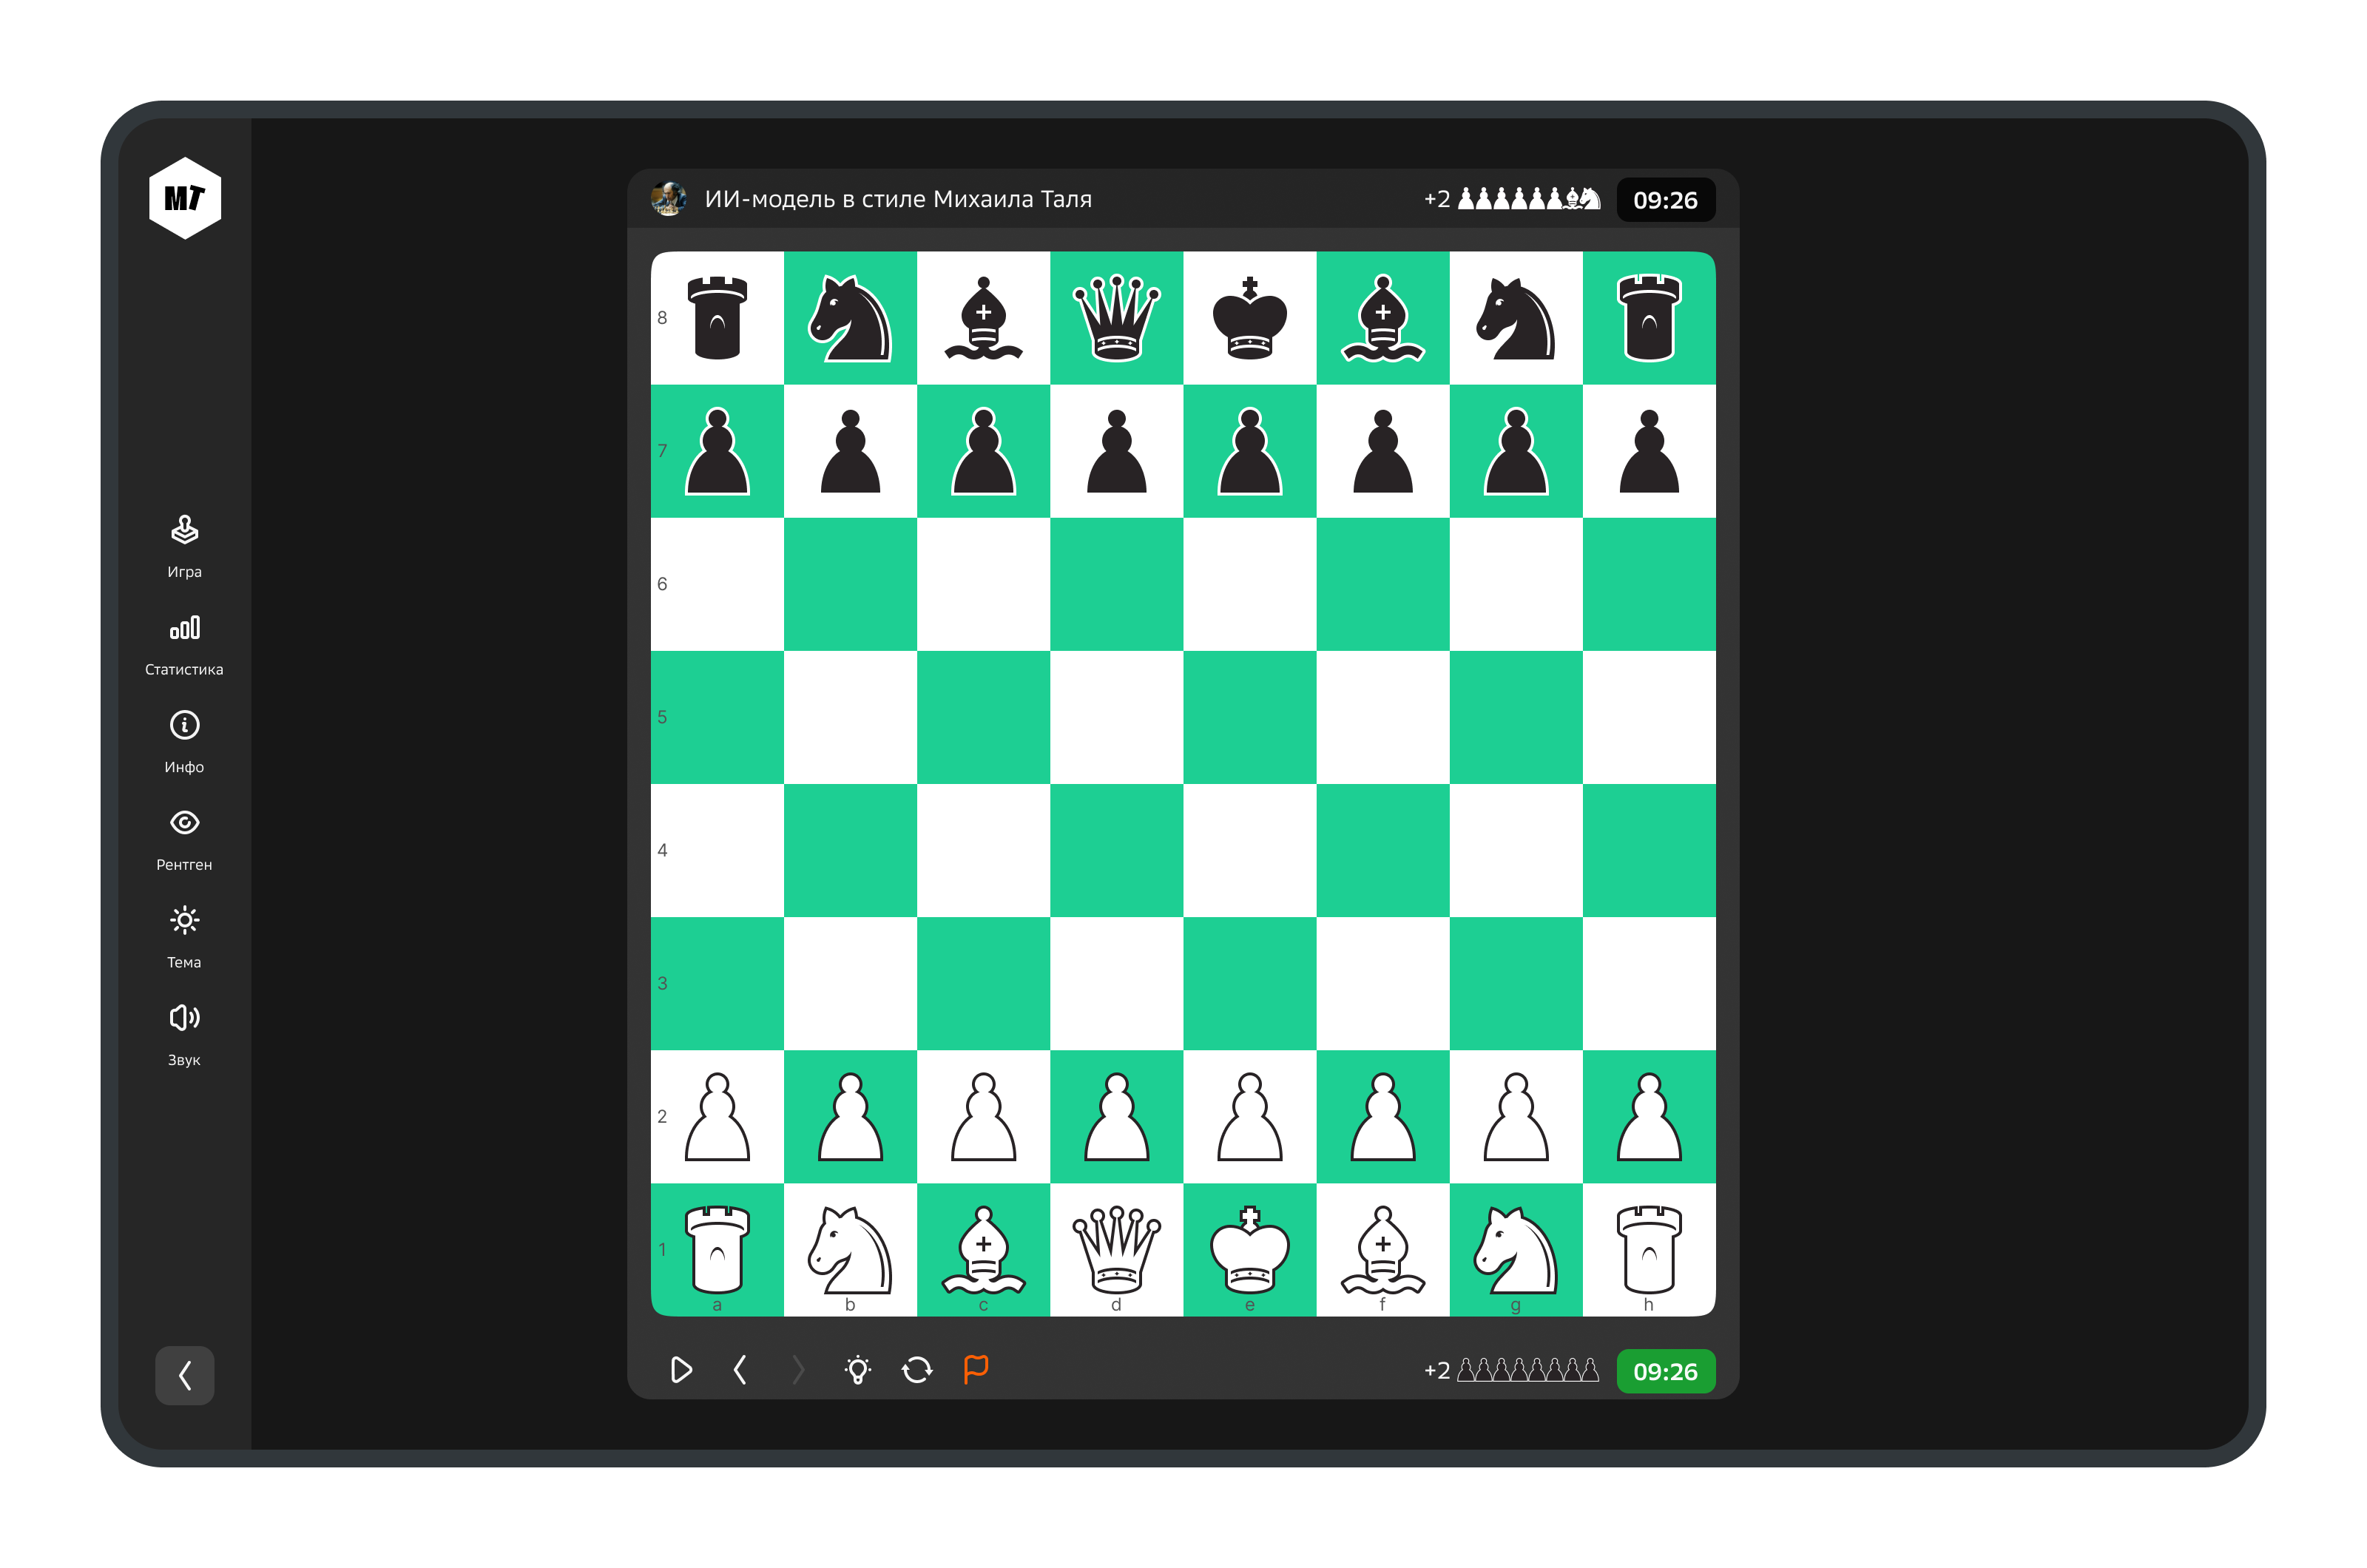 МТ
ИИ-модель в стиле Михаила Таля
+2
09:26
8
7
6
5
4
3
2
1
a b c d e f g h
Игра
Статистика
Инфо
Рентген
Тема
Звук
+2
09:26